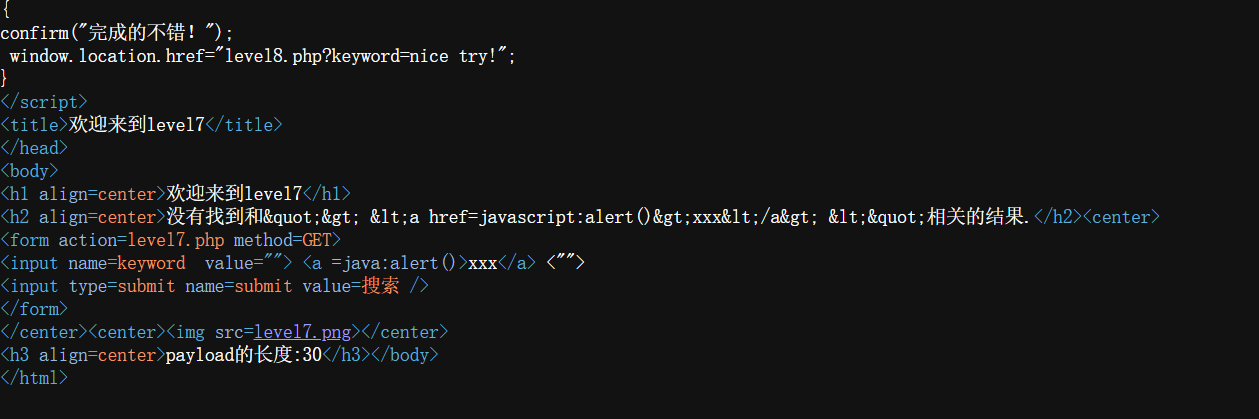 {
confirm("完成的不错！");
 window.location.href="level8.php?keyword=nice try!";
}
</script>
<title>欢迎来到level7</title>
</head>
<body>
<h1 align=center>欢迎来到level7</h1>
<h2 align=center>没有找到和&quot;&gt; &lt;a href=javascript:alert()&gt;xxx&lt;/a&gt; &lt;&quot;相关的结果.</h2><center>
<form action=level7.php method=GET>
<input name=keyword  value=""> <a =java:alert()>xxx</a> <"">
<input type=submit name=submit value=搜索 />
</form>
</center><center><img src=level7.png></center>
<h3 align=center>payload的长度:30</h3></body>
</html>